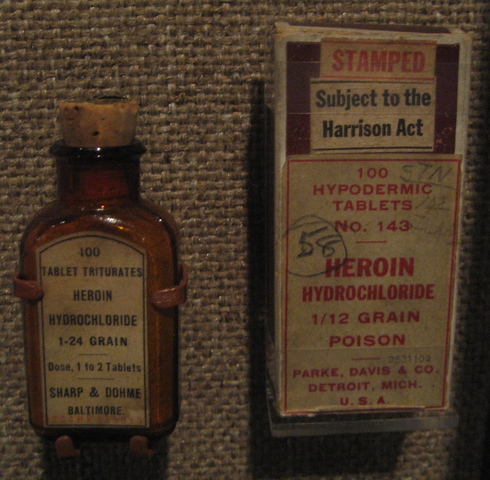 100
TABLET TRITURATES
HEROIN
HYDROCHLORIDE
1-24 GRAIN
Dose, 1 to 2 Tablets
SHARP & DOHME
BALTIMORE.
STAMPED
Subject to the
Harrison Act
100
HYPODERMIC
TABLETS
No. 143
58
HEROIN
HYDROCHLORIDE
1/12 GRAIN
POISON
PARKE, DAVIS & CO.
DETROIT, MICH.
U.S.A.